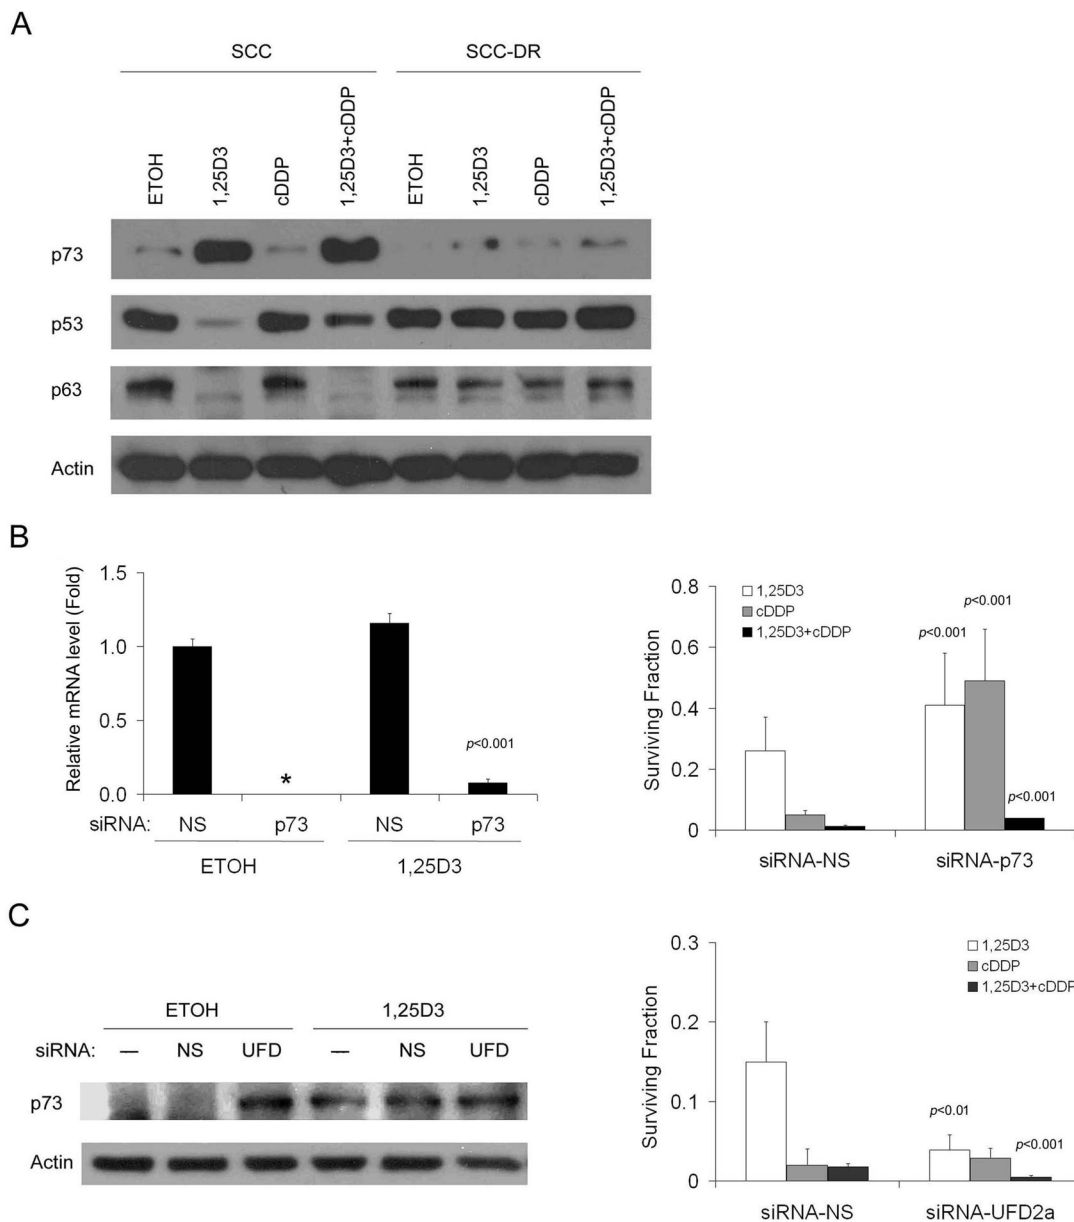 A
SCC SCC-DR
ETOH 1,25D3 cDDP 1,25D3+cDDP ETOH 1,25D3 cDDP 1,25D3+cDDP
p73
p53
p63
Actin
B
Relative mRNA level (Fold)
1.5
1.0
0.5
0.0
p<0.001
*
siRNA: NS p73 NS p73
ETOH 1,25D3
Surviving Fraction
0.8
0.6
0.4
0.2
0
1,25D3
cDDP
1,25D3+cDDP
p<0.001
p<0.001
p<0.001
siRNA-NS siRNA-p73
C
ETOH 1,25D3
siRNA: — NS UFD — NS UFD
p73
Actin
Surviving Fraction
0.3
0.2
0.1
0
1,25D3
cDDP
1,25D3+cDDP
p<0.01
p<0.001
siRNA-NS siRNA-UFD2a